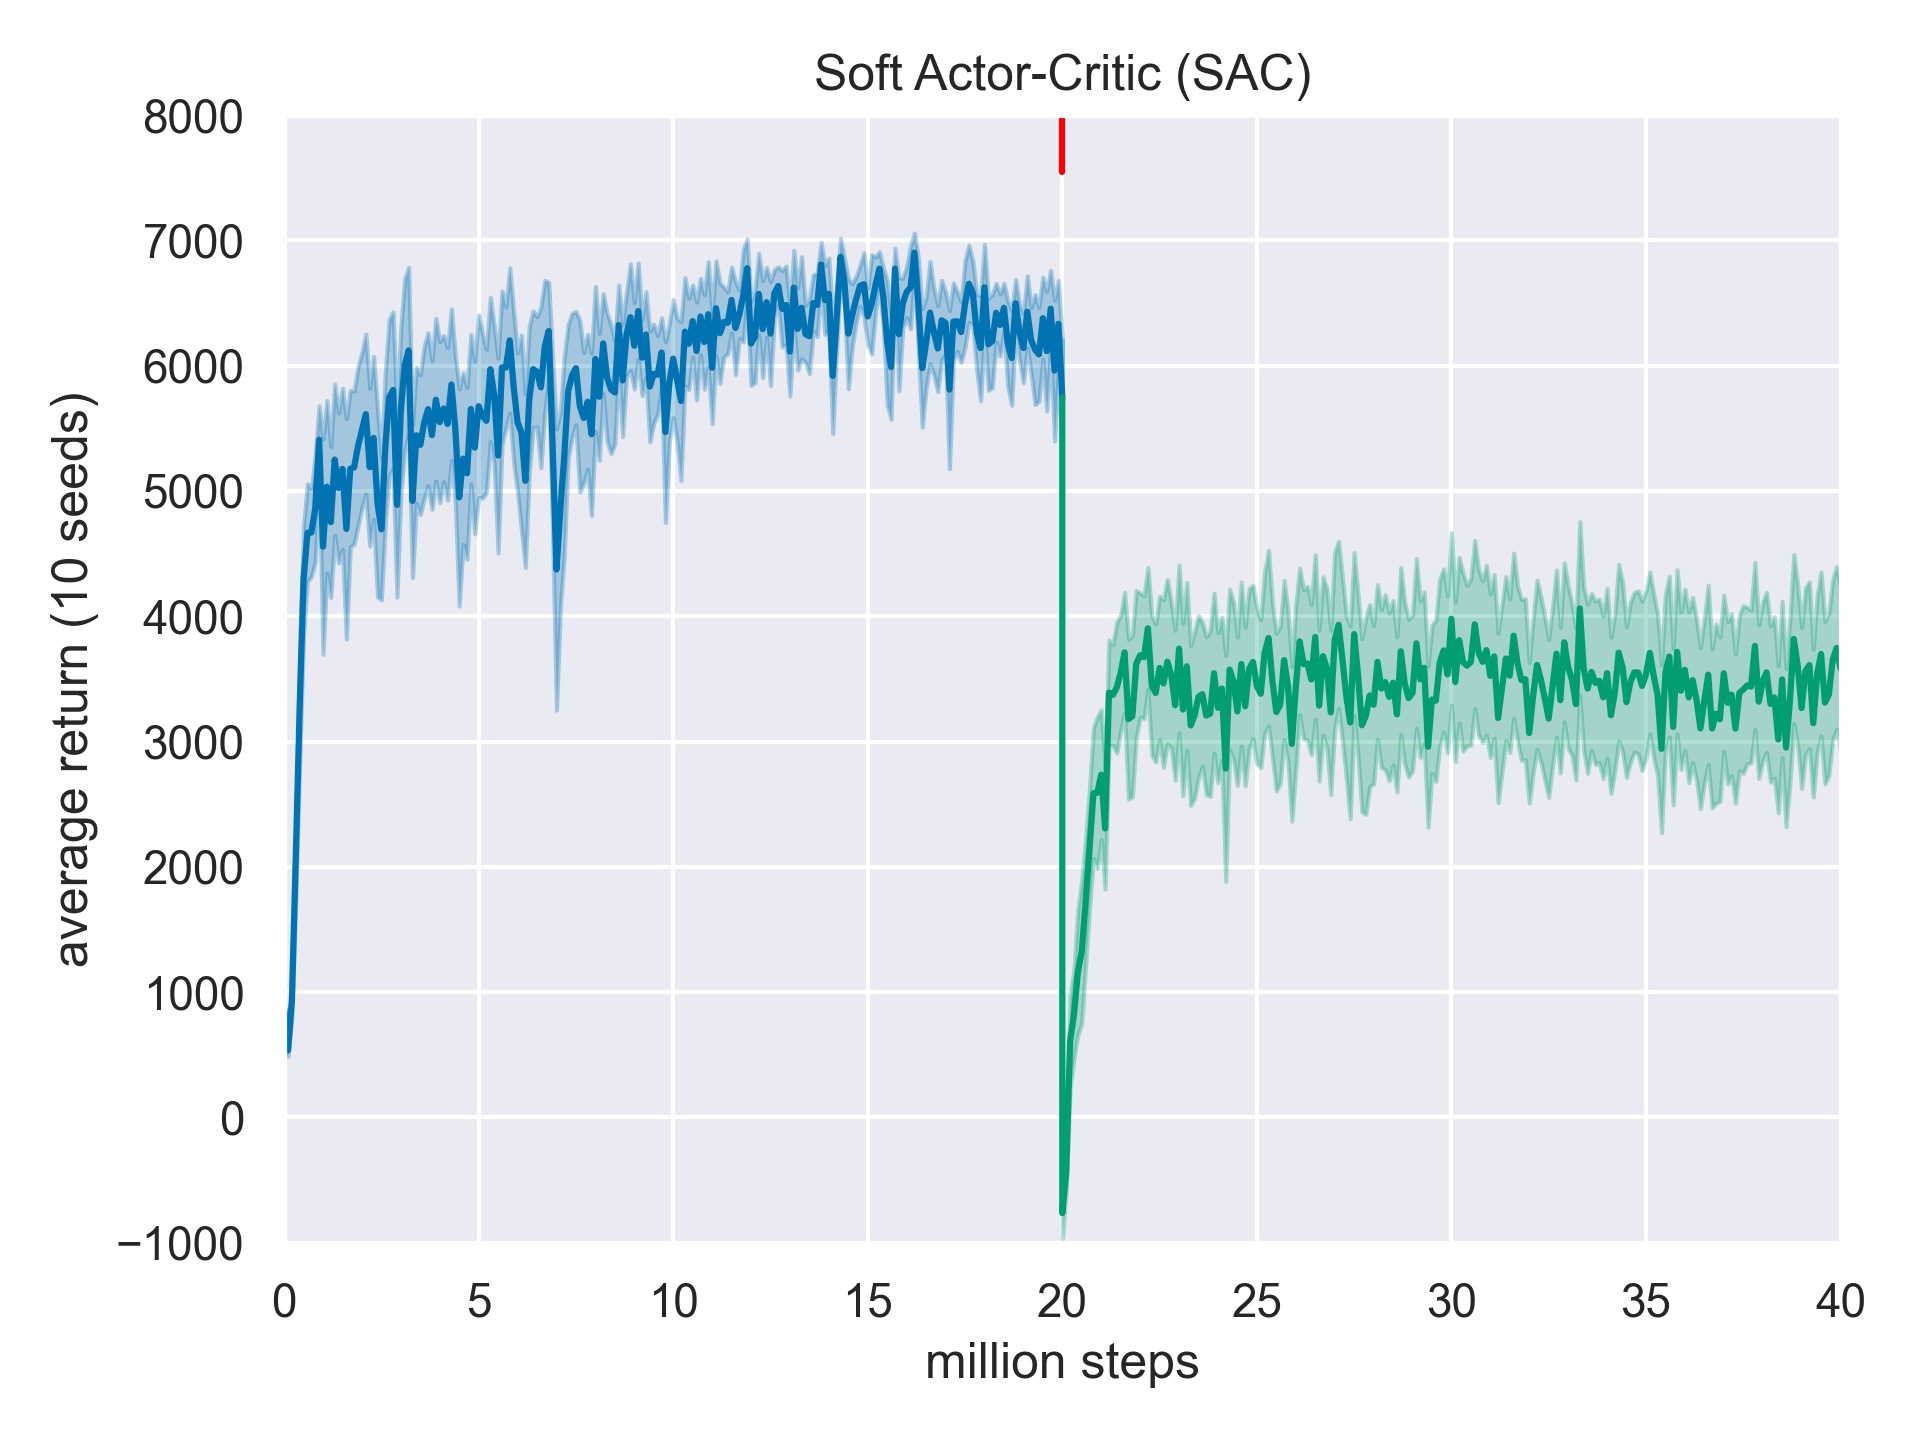 Soft Actor-Critic (SAC)
8000
7000
6000
5000
4000
3000
2000
1000
0
−1000
average return (10 seeds)
0 5 10 15 20 25 30 35 40
million steps